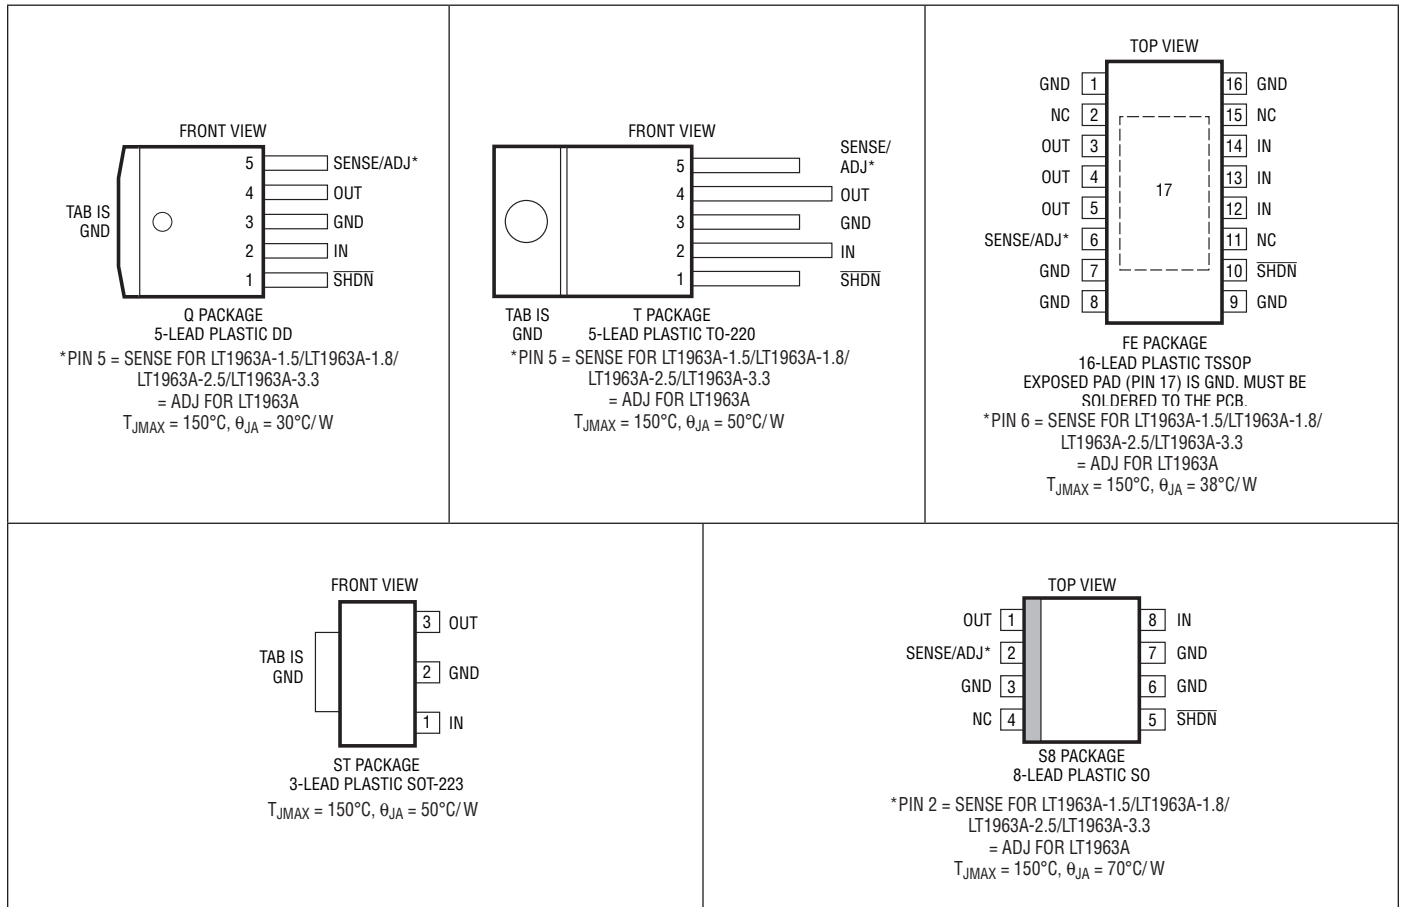 FRONT VIEW
5 SENSE/ADJ*
4 OUT
3 GND
2 IN
1 SHDN
TAB IS
GND
Q PACKAGE
5-LEAD PLASTIC DD
*PIN 5 = SENSE FOR LT1963A-1.5/LT1963A-1.8/
LT1963A-2.5/LT1963A-3.3
= ADJ FOR LT1963A
TJMAX = 150°C, θJA = 30°C/W
FRONT VIEW
SENSE/
5 ADJ*
4 OUT
3 GND
2 IN
1 SHDN
TAB IS
GND
T PACKAGE
5-LEAD PLASTIC TO-220
*PIN 5 = SENSE FOR LT1963A-1.5/LT1963A-1.8/
LT1963A-2.5/LT1963A-3.3
= ADJ FOR LT1963A
TJMAX = 150°C, θJA = 50°C/W
TOP VIEW
GND 1 16 GND
NC 2 15 NC
OUT 3 14 IN
OUT 4 13 IN
17
OUT 5 12 IN
SENSE/ADJ* 6 11 NC
GND 7 10 SHDN
GND 8 9 GND
FE PACKAGE
16-LEAD PLASTIC TSSOP
EXPOSED PAD (PIN 17) IS GND. MUST BE
SOLDERED TO THE PCB.
*PIN 6 = SENSE FOR LT1963A-1.5/LT1963A-1.8/
LT1963A-2.5/LT1963A-3.3
= ADJ FOR LT1963A
TJMAX = 150°C, θJA = 38°C/W
FRONT VIEW
3 OUT
TAB IS
GND
2 GND
1 IN
ST PACKAGE
3-LEAD PLASTIC SOT-223
TJMAX = 150°C, θJA = 50°C/W
TOP VIEW
OUT 1 8 IN
SENSE/ADJ* 2 7 GND
GND 3 6 GND
NC 4 5 SHDN
S8 PACKAGE
8-LEAD PLASTIC SO
*PIN 2 = SENSE FOR LT1963A-1.5/LT1963A-1.8/
LT1963A-2.5/LT1963A-3.3
= ADJ FOR LT1963A
TJMAX = 150°C, θJA = 70°C/W